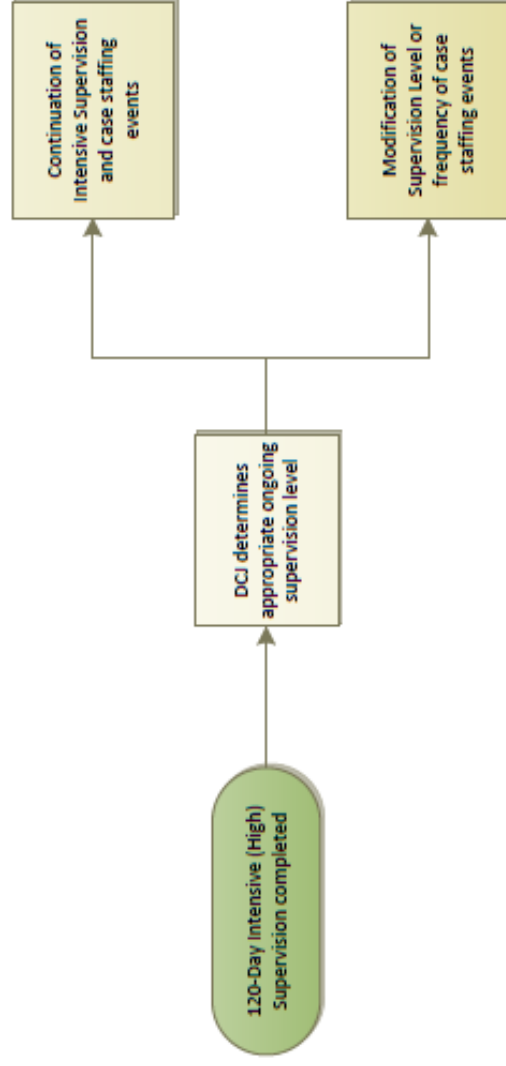 120-Day Intensive (High)
Supervision completed
DCJ determines
appropriate ongoing
supervision level
Continuation of
Intensive Supervision
and case staffing
events
Modification of
Supervision Level or
frequency of case
staffing events